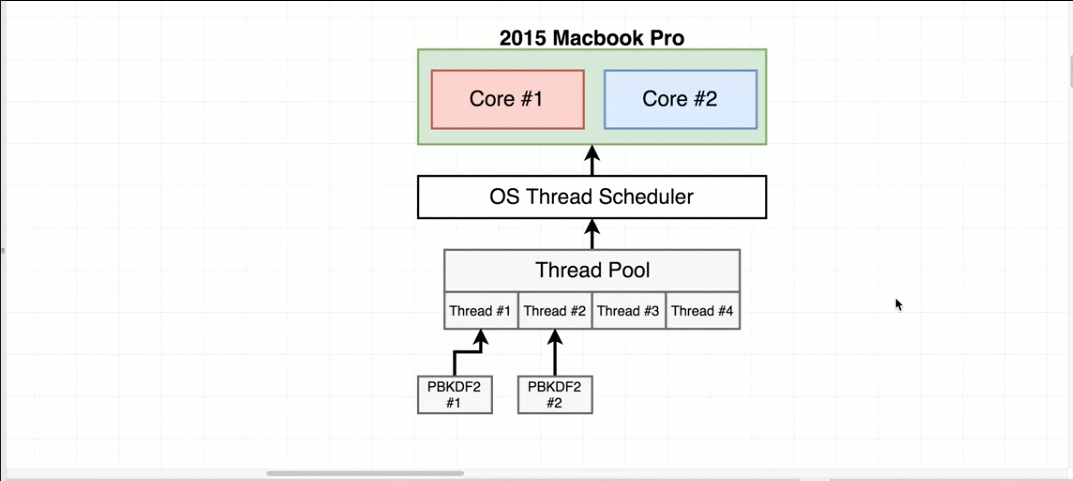 2015 Macbook Pro
Core #1
Core #2
OS Thread Scheduler
Thread Pool
Thread #1
Thread #2
Thread #3
Thread #4
PBKDF2
#1
PBKDF2
#2